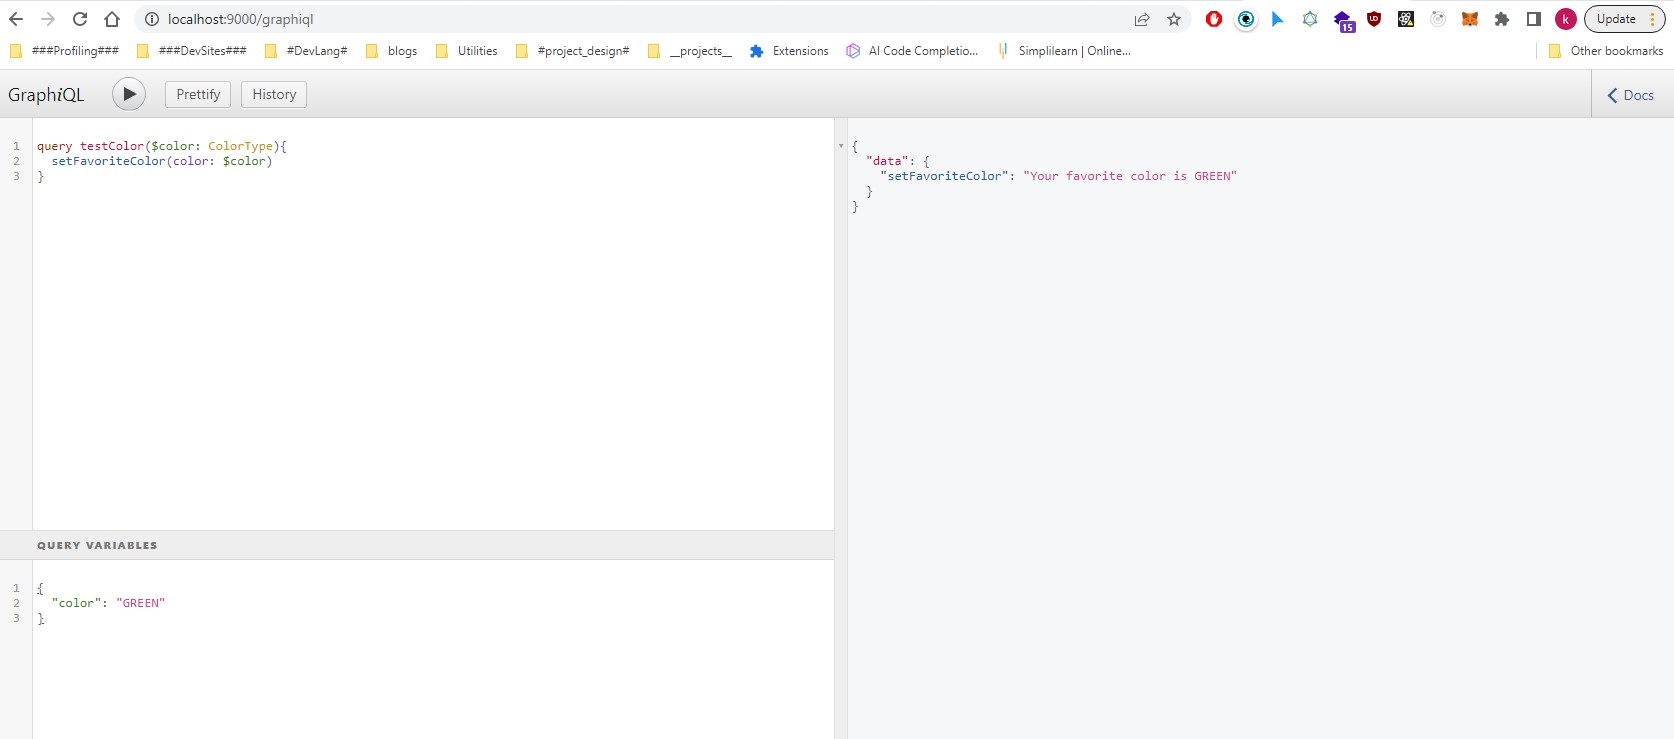 localhost:9000/graphiql
15
k
Update
###Profiling### ###DevSites### #DevLang# blogs Utilities #project_design# __projects__ Extensions AI Code Completio... Simplilearn | Online... Other bookmarks
GraphiQL Prettify History Docs
1 query testColor($color: ColorType){
2 setFavoriteColor(color: $color)
3 }
{
"data": {
"setFavoriteColor": "Your favorite color is GREEN"
}
}
QUERY VARIABLES
1 {
2 "color": "GREEN"
3 }